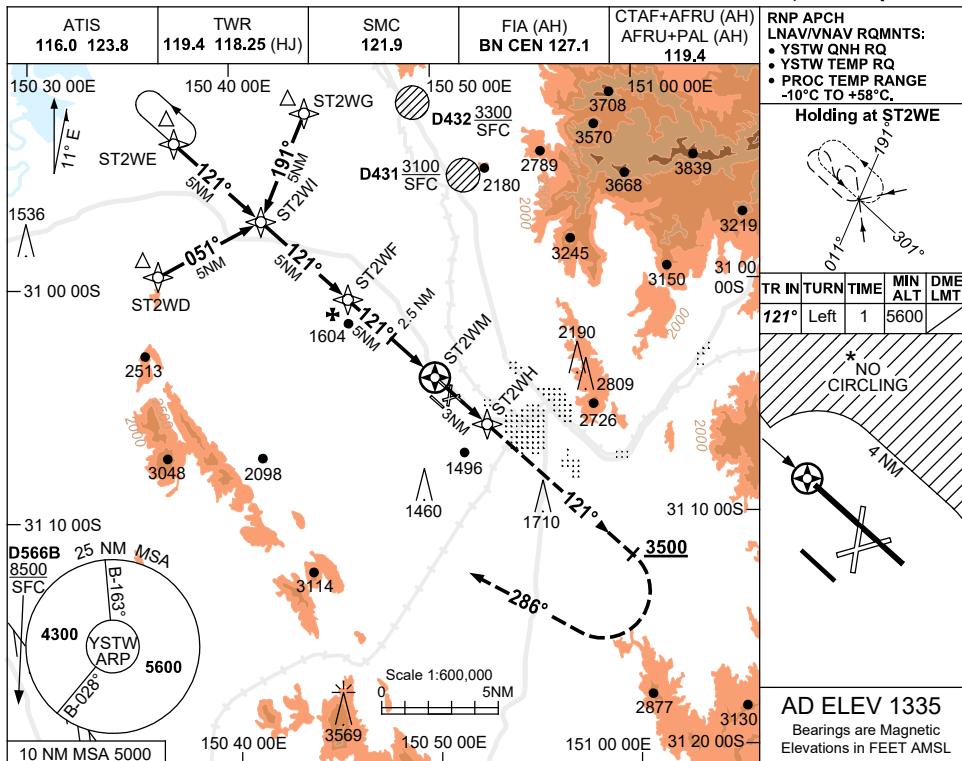 ATIS
116.0 123.8
TWR
119.4 118.25 (HJ)
SMC
121.9
FIA (AH)
BN CEN 127.1
CTAF+AFRU (AH)
AFRU+PAL (AH)
119.4
RNP APCH
LNAV/VNAV RQMNTS:
• YSTW QNH RQ
• YSTW TEMP RQ
• PROC TEMP RANGE
-10°C TO +58°C.
150 30 00E
150 40 00E
150 50 00E
151 00 00E
11° E
ST2WG
ST2WE
D432 3300
SFC
3708
3570
2789
3839
191°
5NM
121°
5NM
ST2WI
D431 3100
SFC
2180
3668
2000
3219
1536
051°
5NM
121°
5NM
ST2WF
3245
3150
31 00
00S
31 00 00S
ST2WD
1604
121°
2.5 NM
5NM
ST2WM
2000
2190
2809
2513
ST2WH
3NM
2726
2500
2000
2000
3048
2098
1496
1460
1710
121°
31 10 00S
31 10 00S
3500
D566B
8500
SFC
25 NM MSA
B-163°
4300
YSTW
ARP
5600
B-028°
3114
286°
Scale 1:600,000
0
5NM
3569
2877
3130
10 NM MSA 5000
150 40 00E
150 50 00E
151 00 00E
31 20 00S
Holding at ST2WE
191°
011°
301°
TR IN
TURN
TIME
MIN
ALT
DME
LMT
121°
Left
1
5600
*NO
CIRCLING
4 NM
AD ELEV 1335
Bearings are Magnetic
Elevations in FEET AMSL